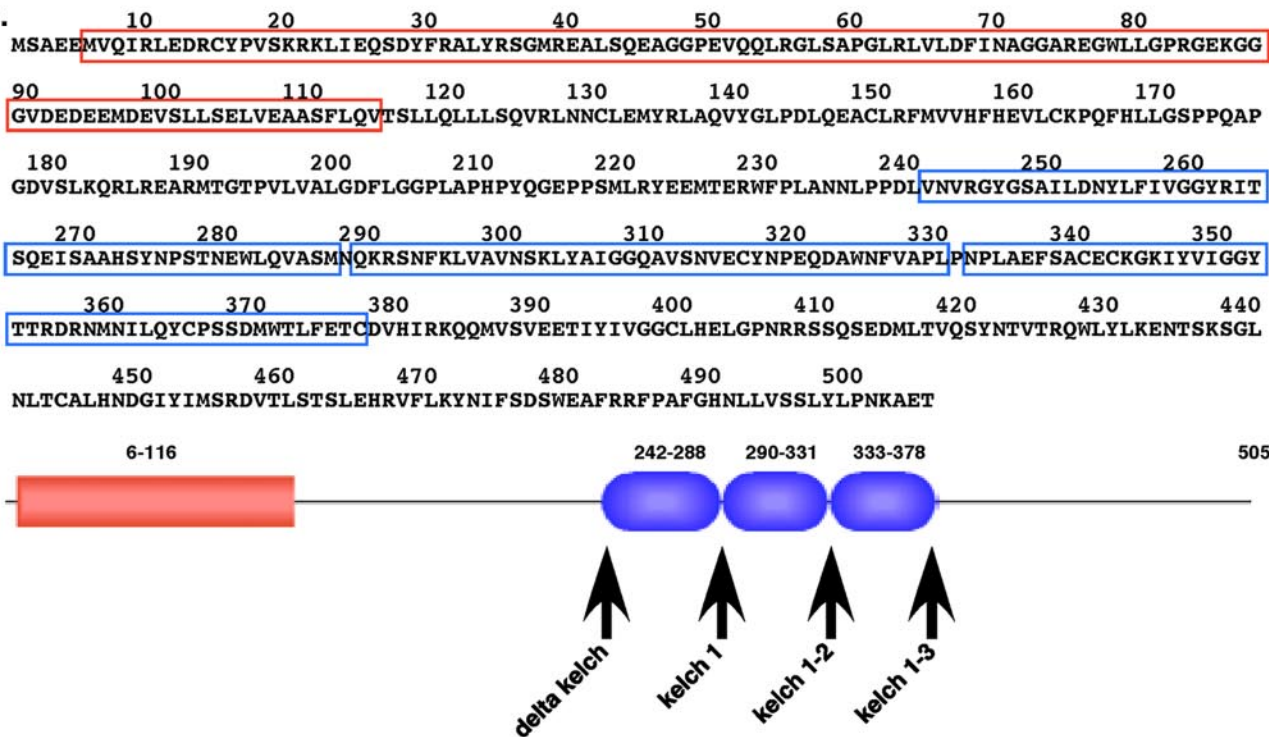 .
10 20 30 40 50 60 70 80
MSAEEMVQIRLEDRCYPVSKRKLIEQSDYFRALYRSGMREALSQEAGGPEVQQLRGLSAPGLRLVLDFINAGGAREGWLLGPRGEKGG
90 100 110 120 130 140 150 160 170
GVDEDEEMDEVSLLSELVEAASFLQVTSLLQLLLSQVRLNNCLEMYRLAQVYGLPDLQEACLRFMVVHFHEVLCKPQFHLLGSPPQAP
180 190 200 210 220 230 240 250 260
GDVSLKQRLREARMTGTPVLVALGDFLGGPLAPHPYQGEPPSMLRYEEMTERWFPLANNLPPDLVNVRGYGSAILDNYLFIVGGYRIT
270 280 290 300 310 320 330 340 350
SQEISAAHSYNPSTNEWLQVASMNQKRSNFKLVAVNSKLYAIGGQAVSNVECYNPEQDAWNFVAPLPNPLAEFSACECKGKIYVIGGY
360 370 380 390 400 410 420 430 440
TTRDRNMNILQYCPSSDMWTLFETCDVHIRKQQMVSVEETIYIVGGCLHELGPNRRSSQSEDMLTVQSYNTVTRQWLYLKENTSKSGL
450 460 470 480 490 500
NLTCALHNDGIYIMSRDVTLSTSLEHRVFLKYNIFSDSWEAFRRFPAFGHNLLVSSLYLPNKAET
6-116 242-288 290-331 333-378 505
delta kelch
kelch 1
kelch 1-2
kelch 1-3